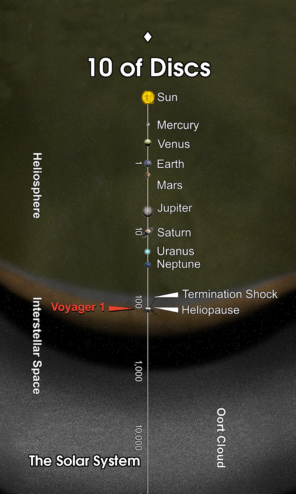 10 of Discs
Sun
Mercury
Venus
1
Earth
Mars
Jupiter
10
Saturn
Uranus
Neptune
Heliosphere
100
Termination Shock
Voyager 1
Heliopause
Interstellar Space
1,000
Oort Cloud
10,000
The Solar System